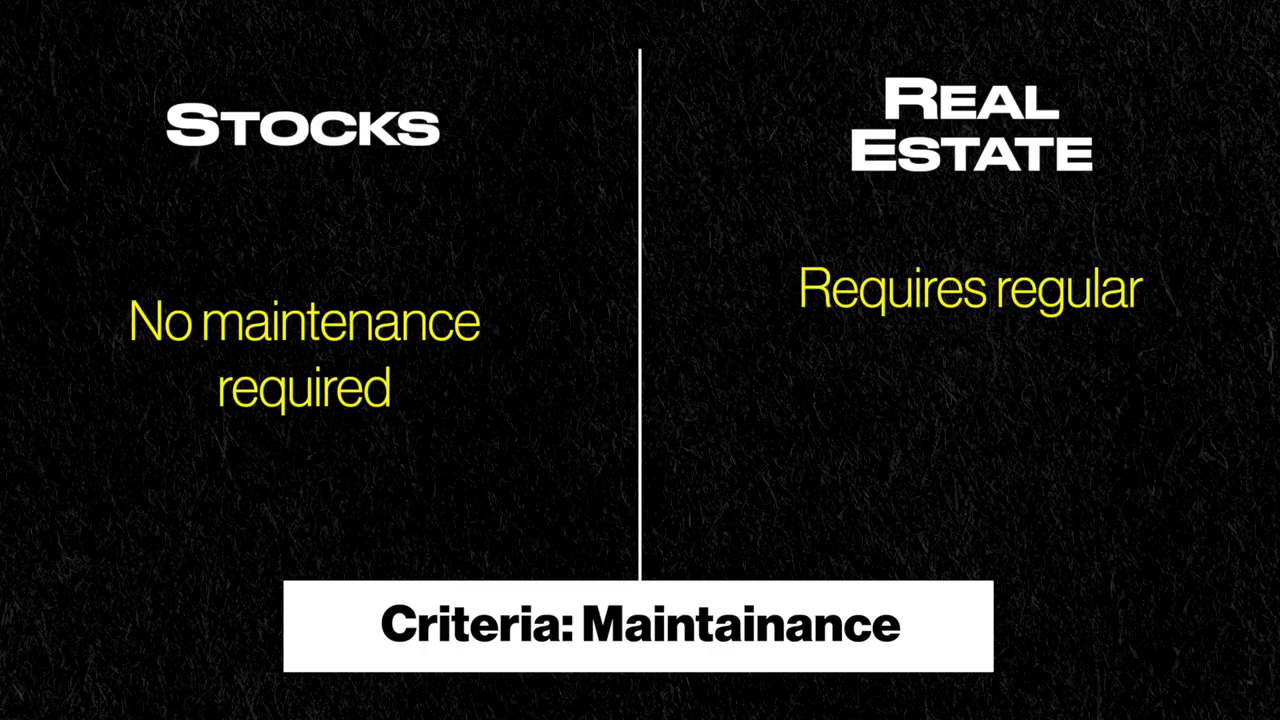 STOCKS
No maintenance
required
REAL
ESTATE
Requires regular
Criteria: Maintainance